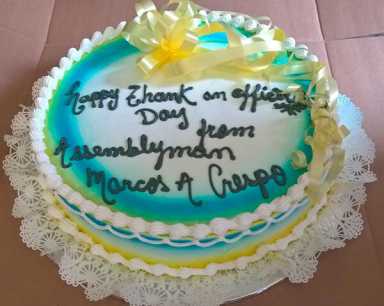 Happy Thank an officer
Day
from
Assemblyman
Marcos A Crespo